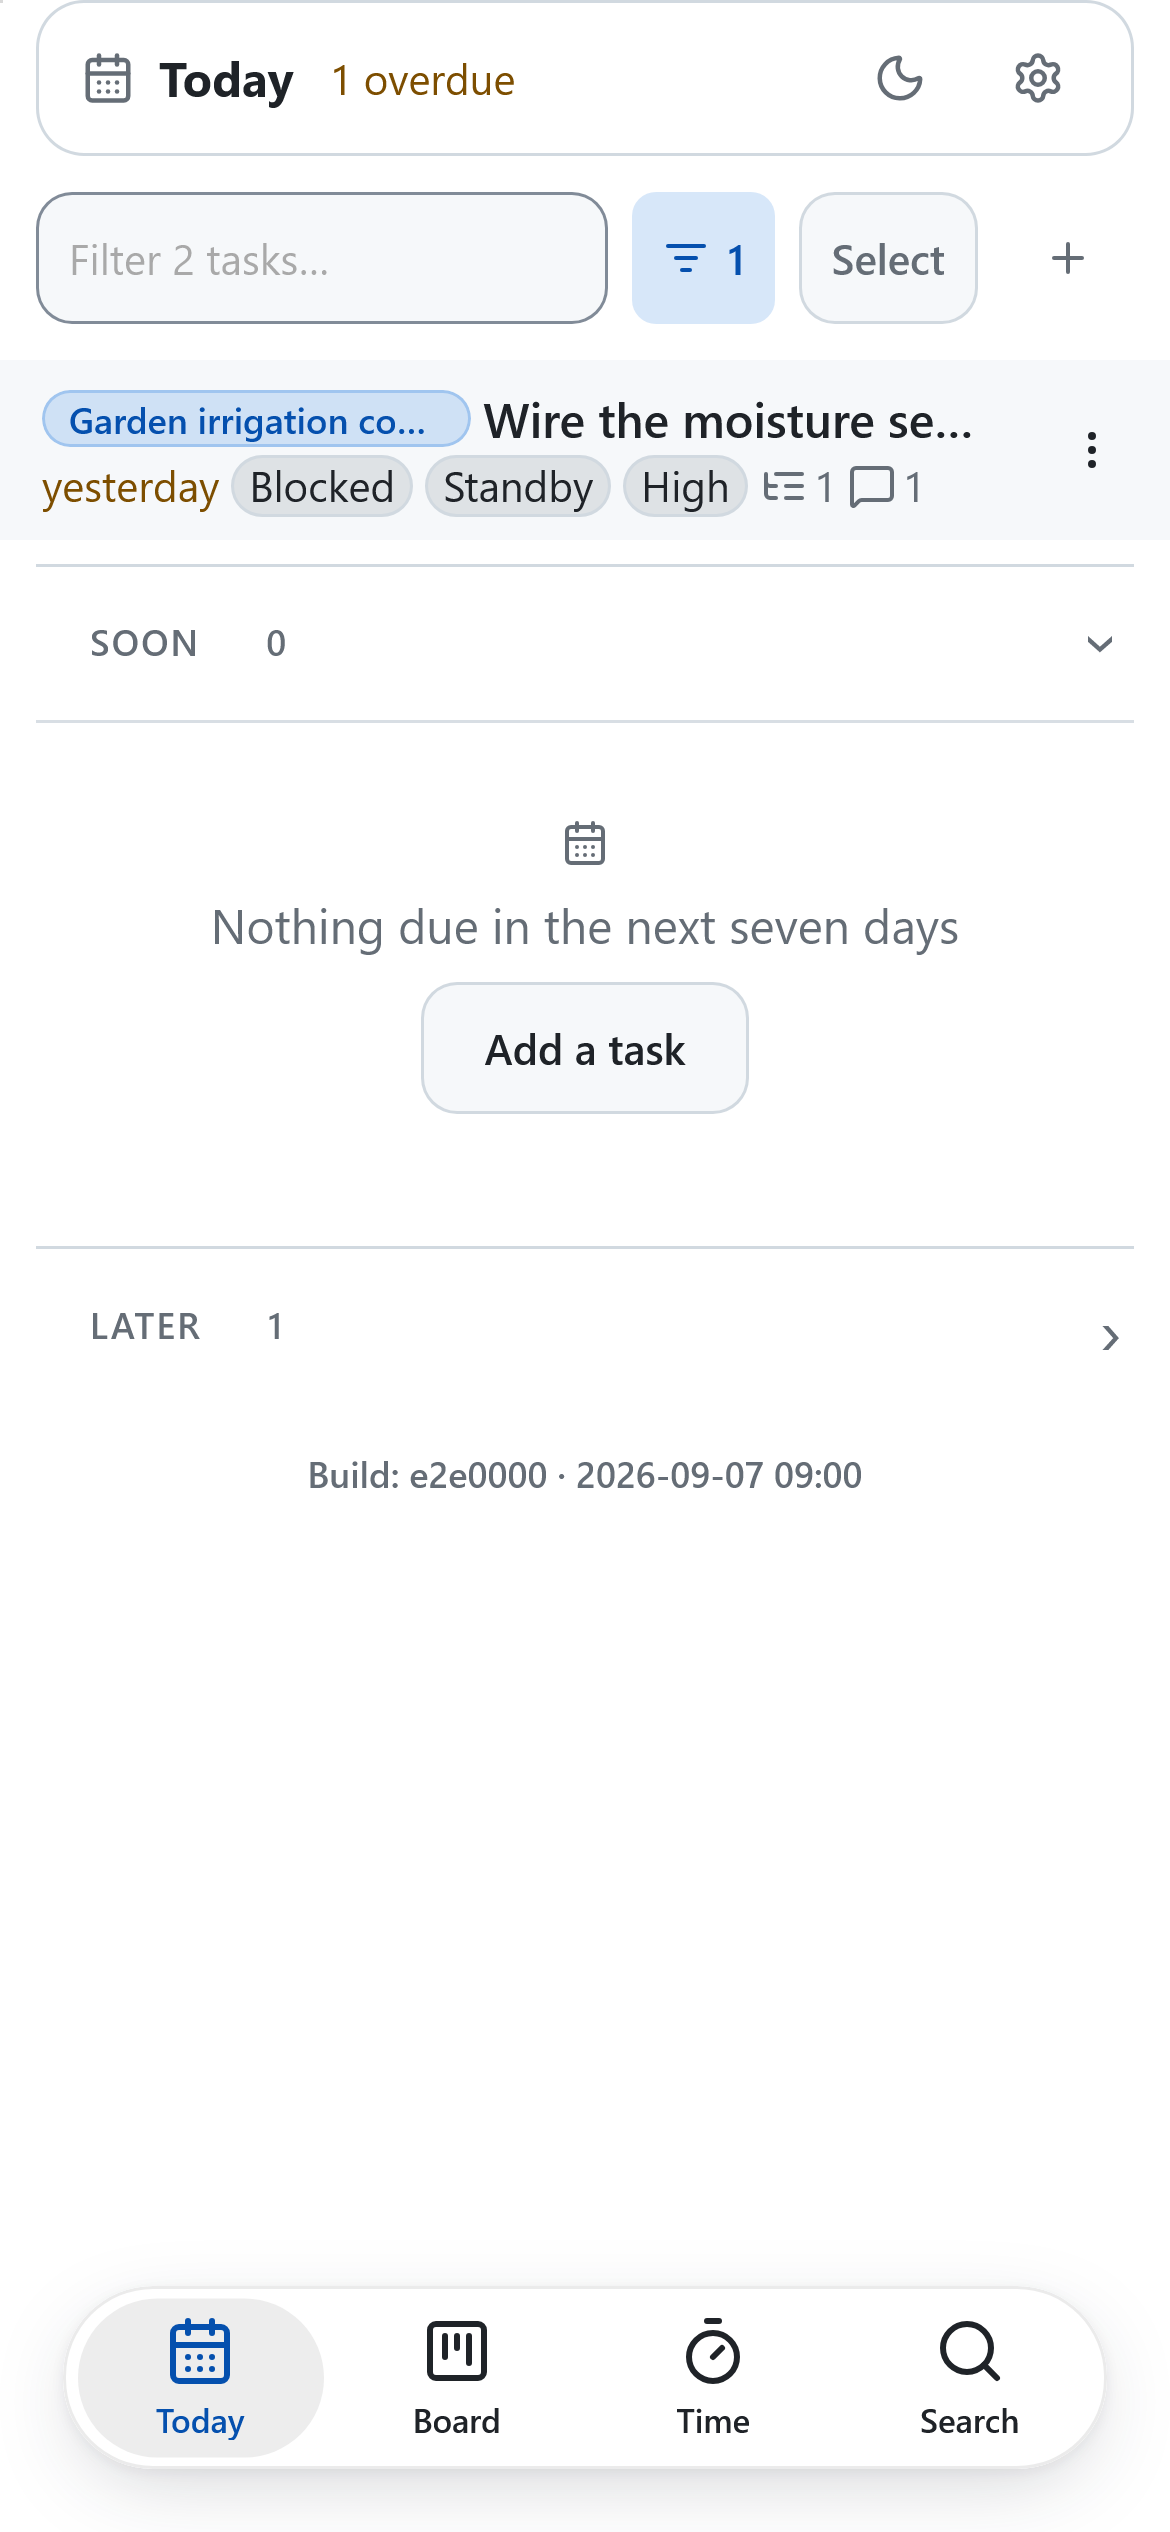 Today 1 overdue
Filter 2 tasks...
1
Select
Garden irrigation co... Wire the moisture se...
yesterday Blocked Standby High 1 1
SOON 0
Nothing due in the next seven days
Add a task
LATER 1
Build: e2e0000 · 2026-09-07 09:00
Today
Board
Time
Search